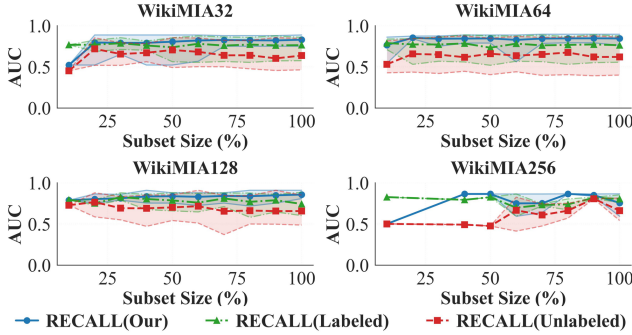 WikiMIA32
WikiMIA64
AUC
1.0
0.5
0.0
25
50
75
100
Subset Size (%)
AUC
1.0
0.5
0.0
25
50
75
100
Subset Size (%)
WikiMIA128
WikiMIA256
AUC
1.0
0.5
0.0
25
50
75
100
Subset Size (%)
AUC
1.0
0.5
0.0
25
50
75
100
Subset Size (%)
RECALL(Our)
RECALL(Labeled)
RECALL(Unlabeled)